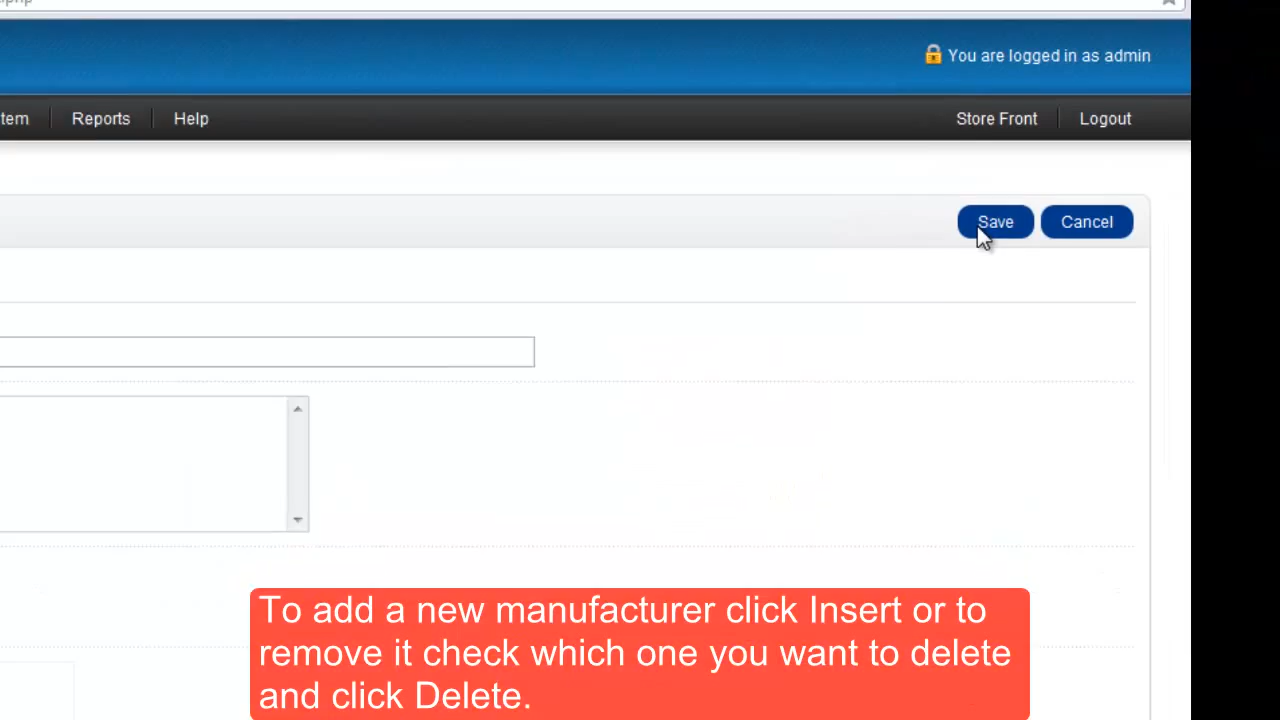 You are logged in as admin
tem Reports Help Store Front Logout
Save Cancel
To add a new manufacturer click Insert or to
remove it check which one you want to delete
and click Delete.